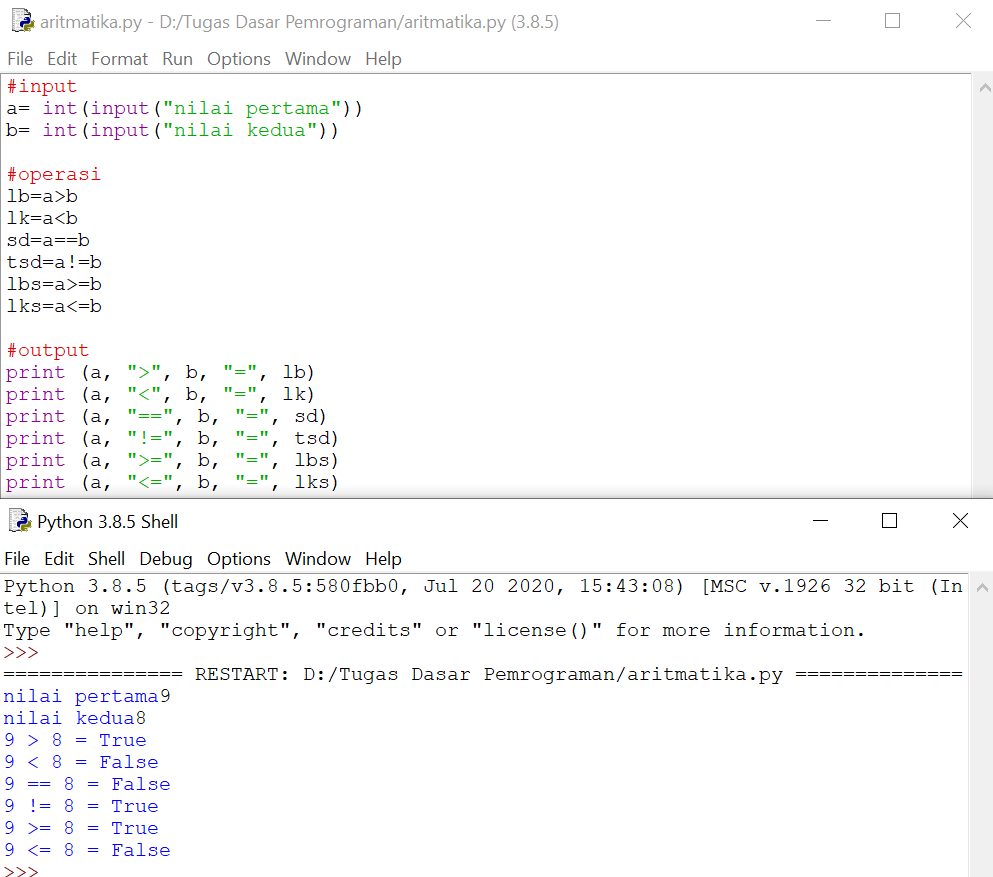 aritmatika.py - D:/Tugas Dasar Pemrograman/aritmatika.py (3.8.5)
File Edit Format Run Options Window Help
#input
a= int(input("nilai pertama"))
b= int(input("nilai kedua"))
#operasi
lb=a>b
lk=a<b
sd=a==b
tsd=a!=b
lbs=a>=b
lks=a<=b
#output
print (a, ">", b, "=", lb)
print (a, "<", b, "=", lk)
print (a, "==", b, "=", sd)
print (a, "!=", b, "=", tsd)
print (a, ">=", b, "=", lbs)
print (a, "<=", b, "=", lks)
Python 3.8.5 Shell
File Edit Shell Debug Options Window Help
Python 3.8.5 (tags/v3.8.5:580fbb0, Jul 20 2020, 15:43:08) [MSC v.1926 32 bit (In
tel)] on win32
Type "help", "copyright", "credits" or "license()" for more information.
>>>
=============== RESTART: D:/Tugas Dasar Pemrograman/aritmatika.py ==============
nilai pertama9
nilai kedua8
9 > 8 = True
9 < 8 = False
9 == 8 = False
9 != 8 = True
9 >= 8 = True
9 <= 8 = False
>>>